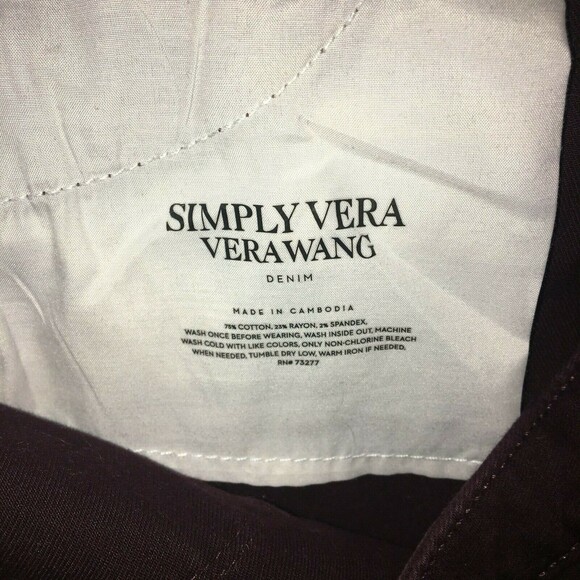 SIMPLY VERA
VERA WANG
DENIM
MADE IN CAMBODIA
75% COTTON, 23% RAYON, 2% SPANDEX,
WASH ONCE BEFORE WEARING, WASH INSIDE OUT, MACHINE
WASH COLD WITH LIKE COLORS, ONLY NON-CHLORINE BLEACH
WHEN NEEDED, TUMBLE DRY LOW, WARM IRON IF NEEDED,
RN# 73277